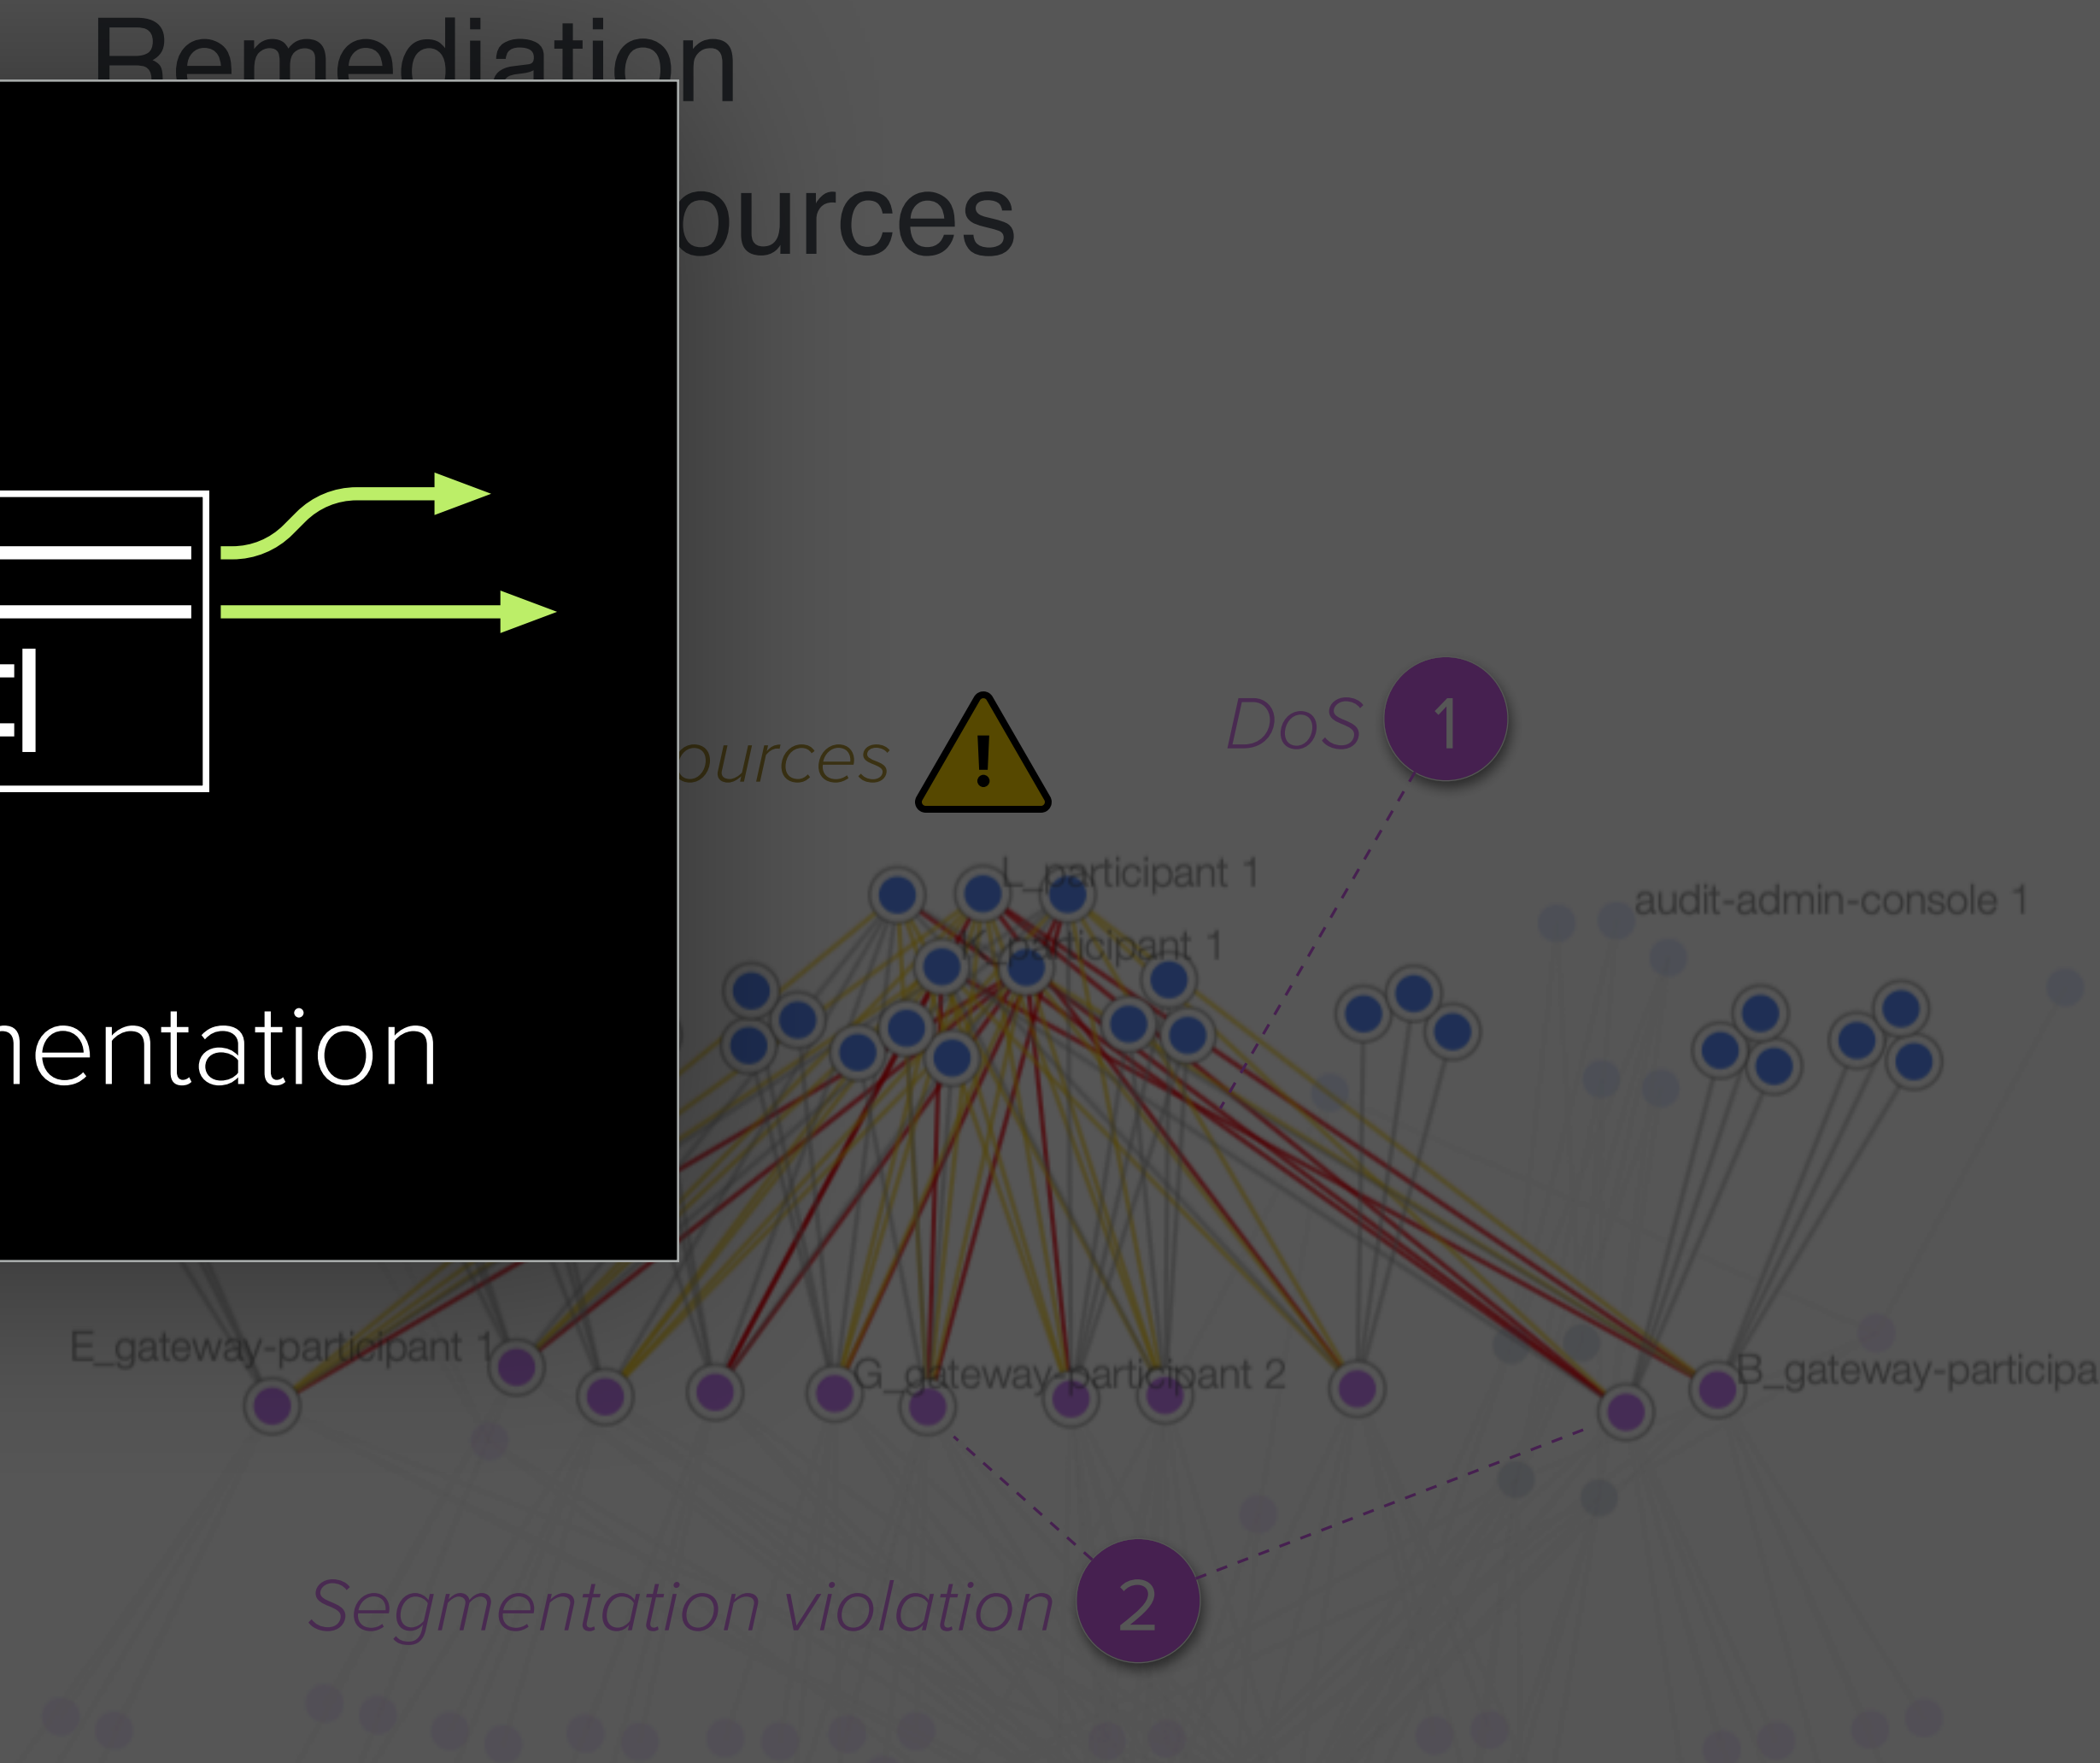 Remediation
ources
ources
DoS 1
L_participant 1
audit-admin-console 1
K_participant 1
entation
E_gateway-participant 1
G_gateway-participant 2
B_gateway-participa
Segmentation violation 2